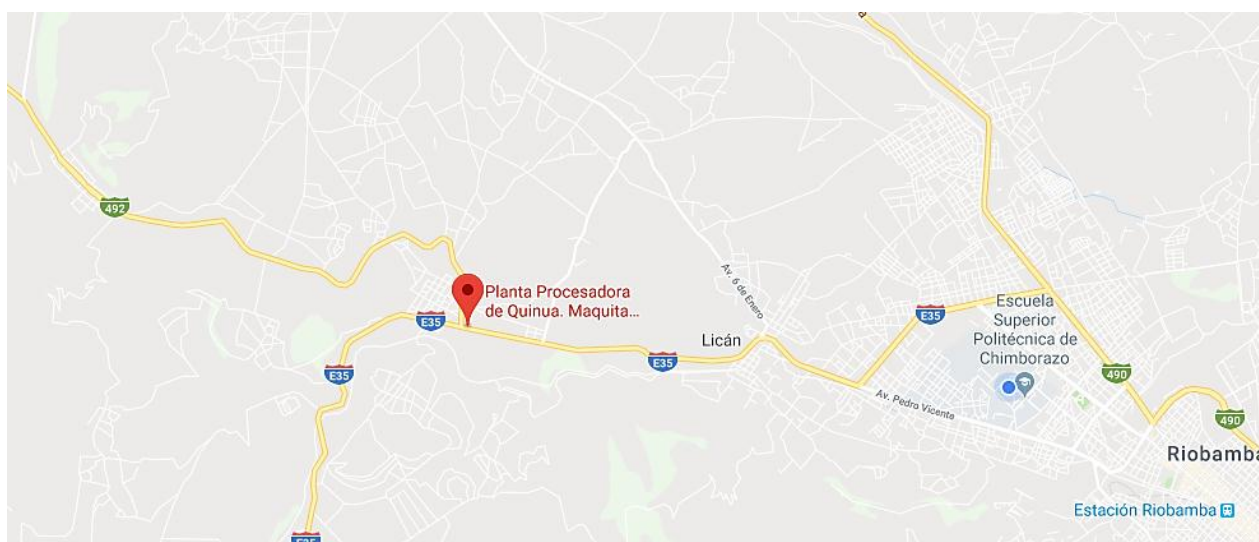 492
Planta Procesadora
de Quinua. Maquita...
E35
E35
E35
E35
E35
Av. 6 de Enero
Licán
Escuela
Superior
Politécnica de
Chimborazo
Av. Pedro Vicente
490
490
Riobamba
Estación Riobamba